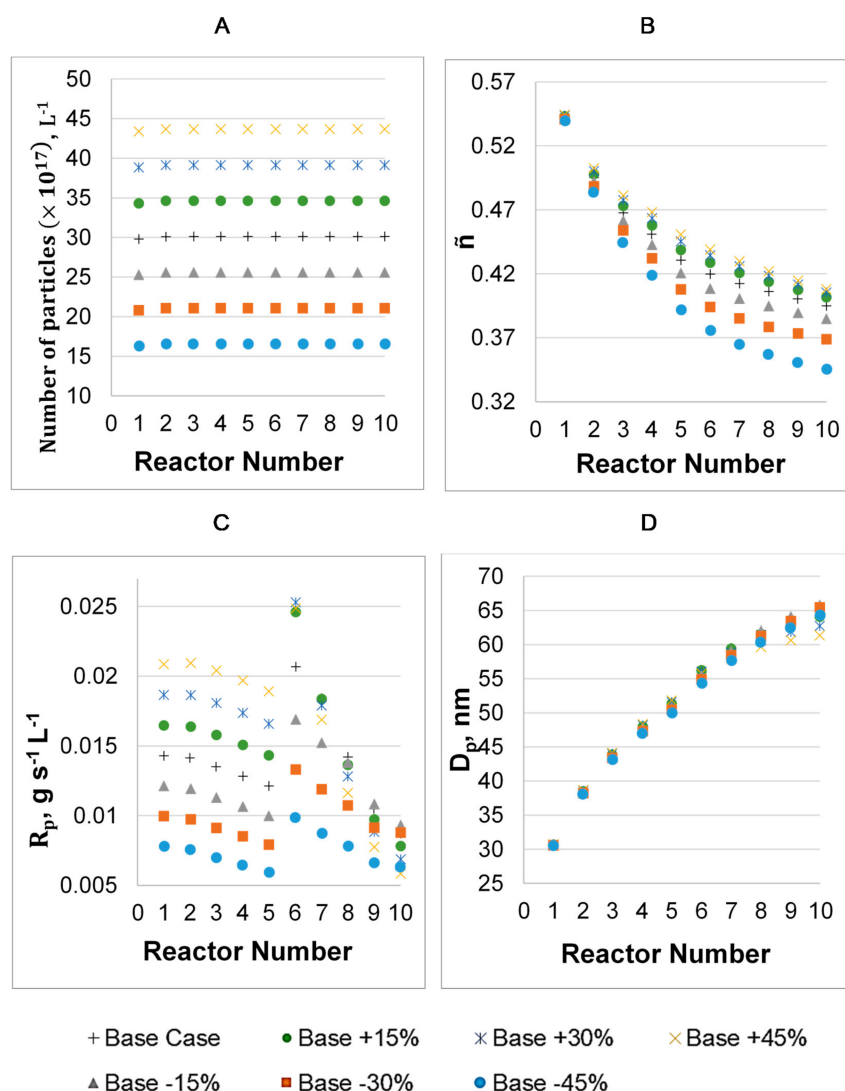 A
Number of particles (× 10¹⁷), L⁻¹
50
45
40
35
30
25
20
15
10
0 1 2 3 4 5 6 7 8 9 10
Reactor Number
B
ñ
0.57
0.52
0.47
0.42
0.37
0.32
0 1 2 3 4 5 6 7 8 9 10
Reactor Number
C
Rₚ, g s⁻¹ L⁻¹
0.025
0.02
0.015
0.01
0.005
0 1 2 3 4 5 6 7 8 9 10
Reactor Number
D
Dₚ, nm
70
65
60
55
50
45
40
35
30
25
0 1 2 3 4 5 6 7 8 9 10
Reactor Number
Base Case Base +15% Base +30% Base +45%
Base -15% Base -30% Base -45%